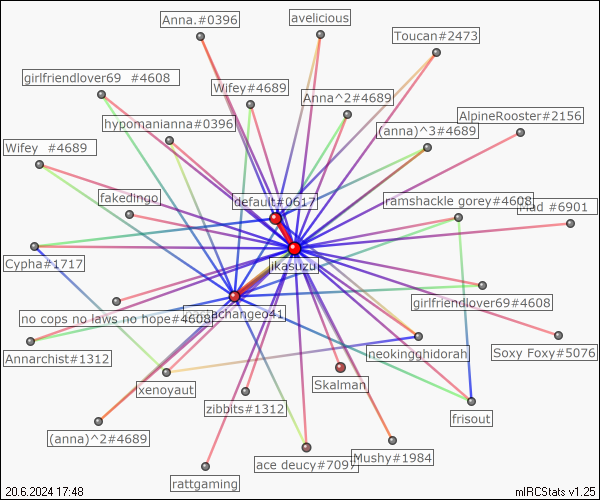 Anna.#0396
avelicious
Toucan#2473
girlfriendlover69 #4608
Wifey#4689
Anna^2#4689
AlpineRooster#2156
hypomanianna#0396
(anna)^3#4689
Wifey #4689
fakedingo
default#0617
ramshackle gorey#4608
#6901
Cypha#1717
jikasuzu
girlfriendlover69#4608
no cops no laws no hope#4608
achangeo41
Annarchist#1312
neokingghidorah
Soxy Foxy#5076
xenoyaut
Skalman
zibbits#1312
frisout
(anna)^2#4689
ace deucy#7097
Mushy#1984
rattgaming
20.6.2024 17:48
mIRCStats v1.25